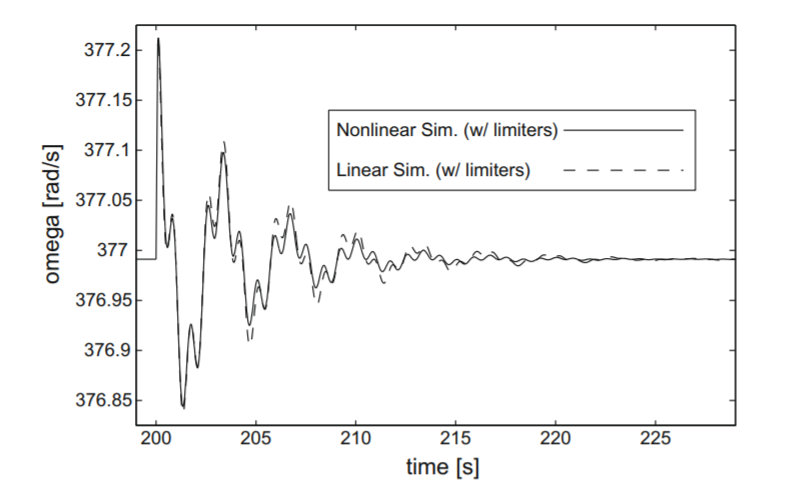 377.2
377.15
377.1
377.05
377
376.95
376.9
376.85
omega [rad/s]
Nonlinear Sim. (w/ limiters)
Linear Sim. (w/ limiters)
200 205 210 215 220 225
time [s]